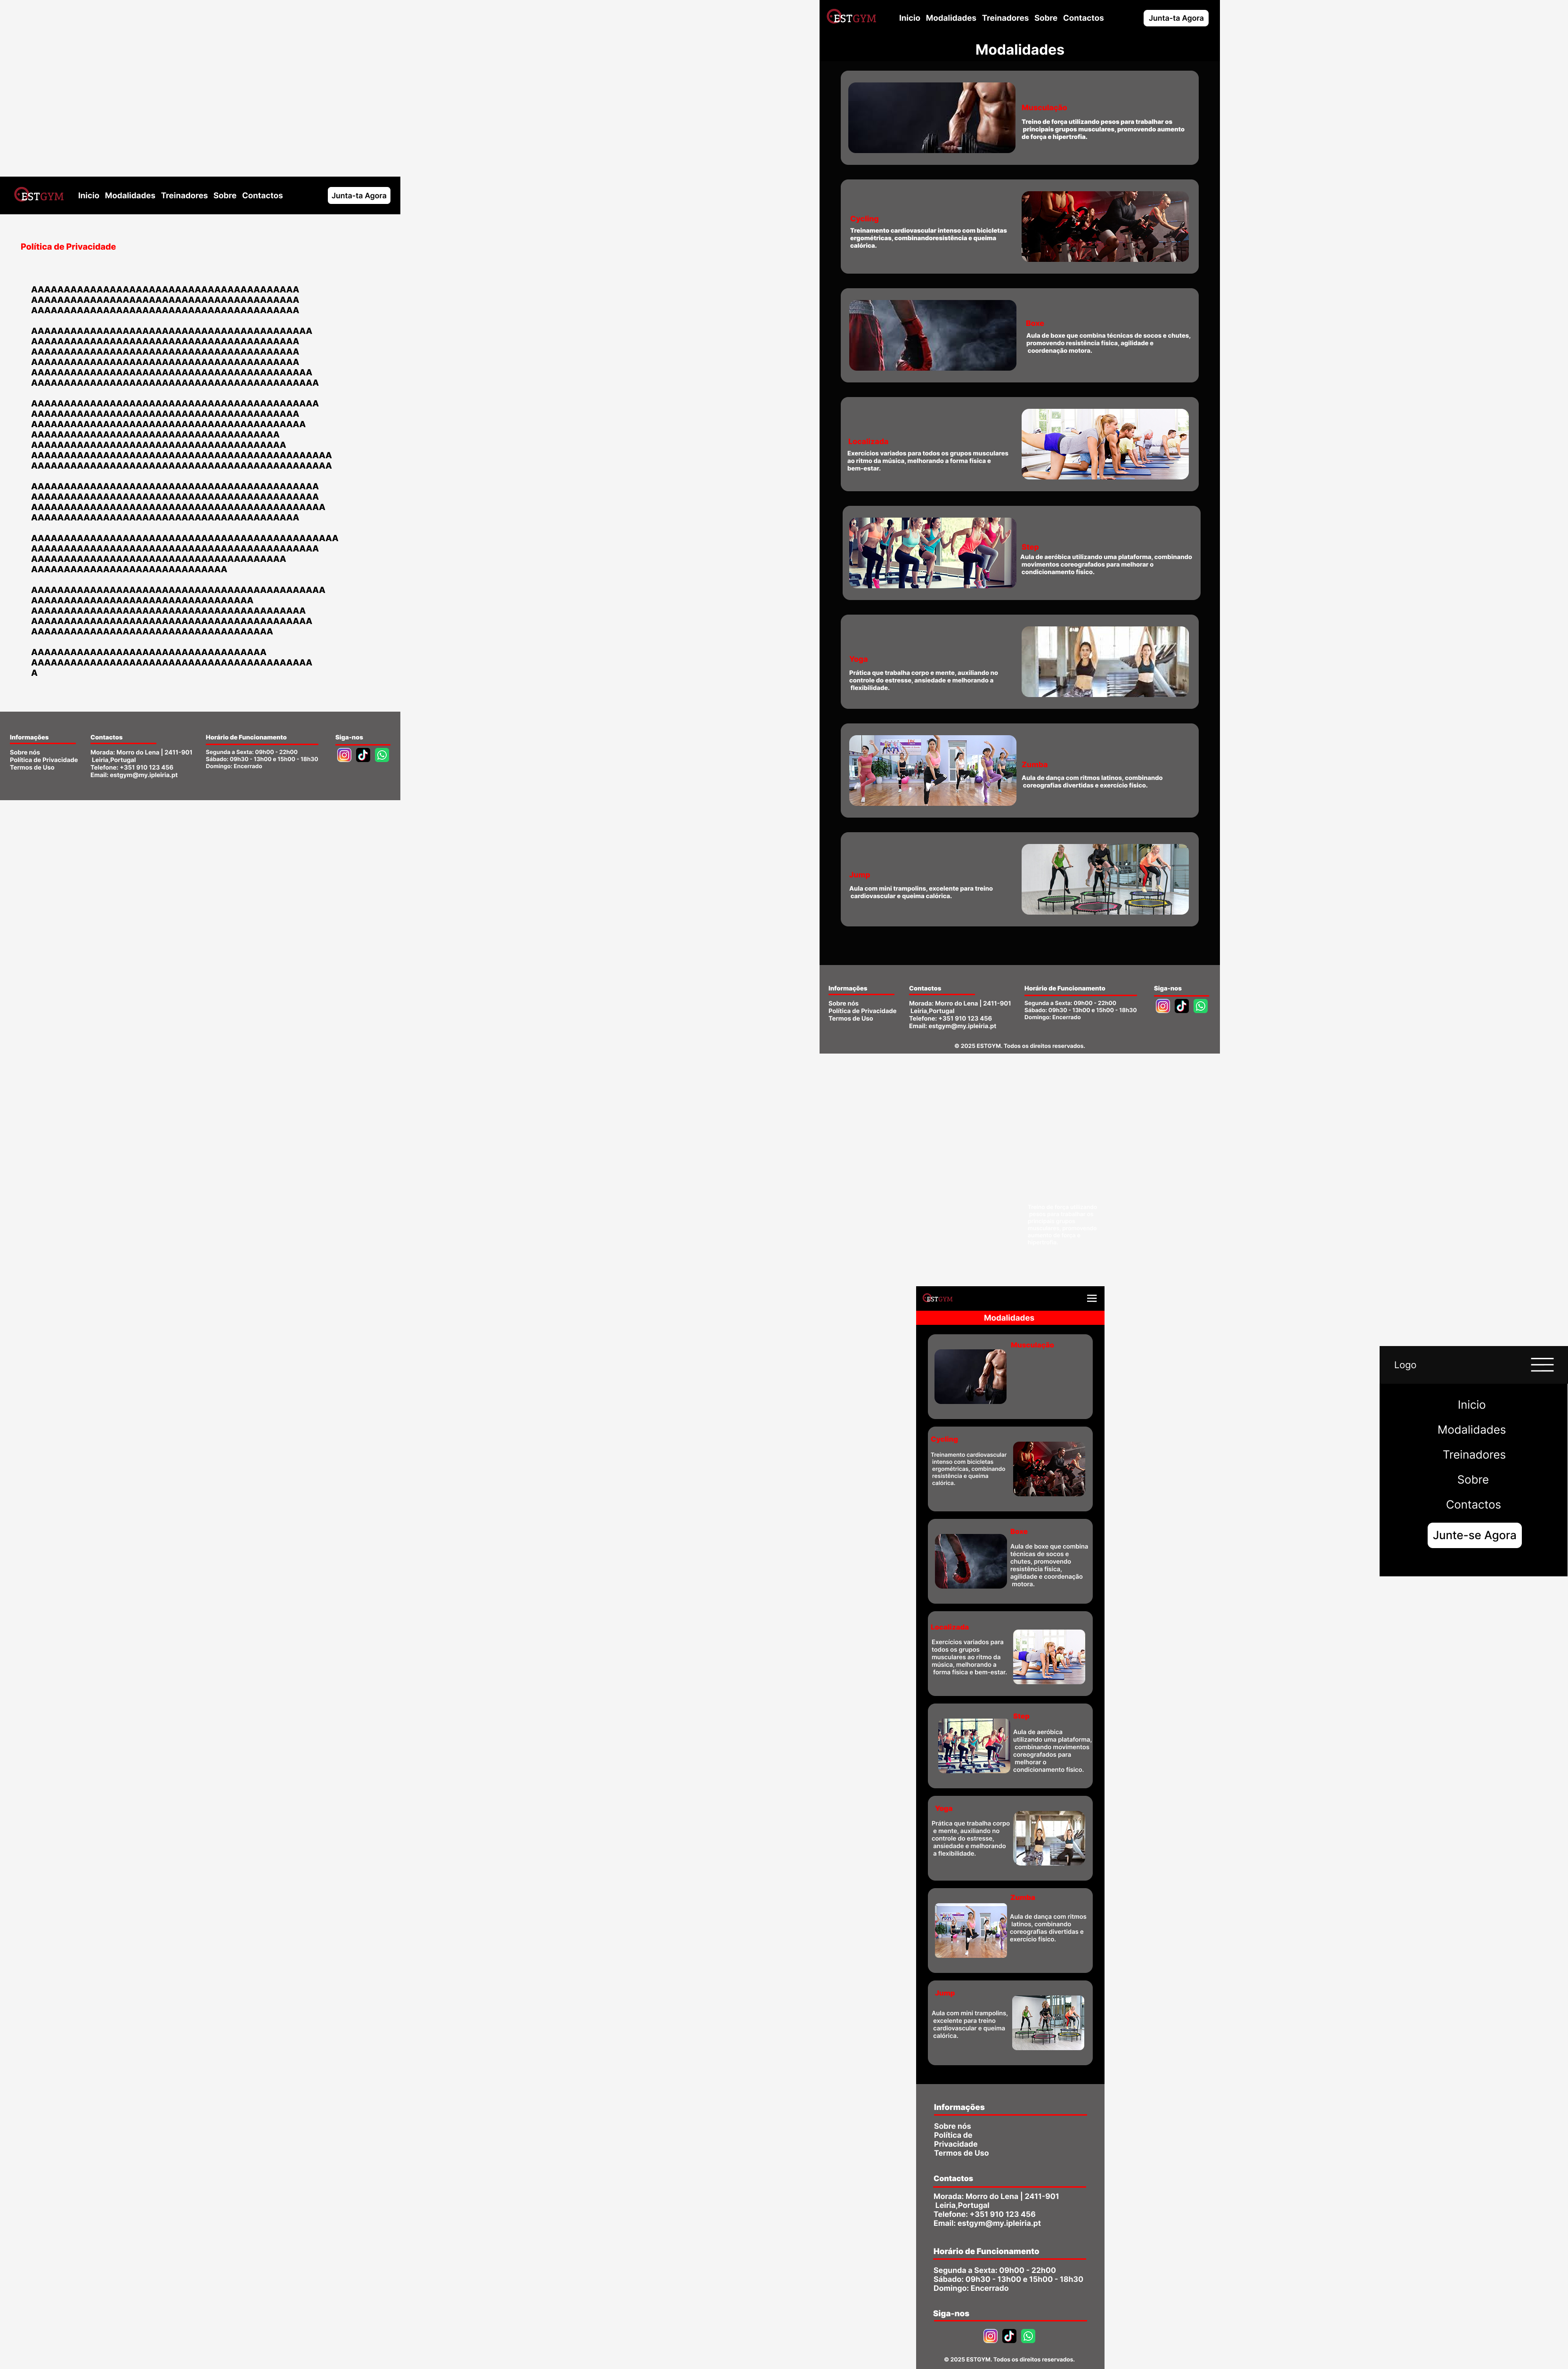 ESTGYM
Inicio Modalidades Treinadores Sobre Contactos
Junta-ta Agora
Política de Privacidade
AAAAAAAAAAAAAAAAAAAAAAAAAAAAAAAAAAAAAAAAA
AAAAAAAAAAAAAAAAAAAAAAAAAAAAAAAAAAAAAAAAA
AAAAAAAAAAAAAAAAAAAAAAAAAAAAAAAAAAAAAAAAA
AAAAAAAAAAAAAAAAAAAAAAAAAAAAAAAAAAAAAAAAAAA
AAAAAAAAAAAAAAAAAAAAAAAAAAAAAAAAAAAAAAAAA
AAAAAAAAAAAAAAAAAAAAAAAAAAAAAAAAAAAAAAAAA
AAAAAAAAAAAAAAAAAAAAAAAAAAAAAAAAAAAAAAAAA
AAAAAAAAAAAAAAAAAAAAAAAAAAAAAAAAAAAAAAAAAAA
AAAAAAAAAAAAAAAAAAAAAAAAAAAAAAAAAAAAAAAAAAAA
AAAAAAAAAAAAAAAAAAAAAAAAAAAAAAAAAAAAAAAAAAAA
AAAAAAAAAAAAAAAAAAAAAAAAAAAAAAAAAAAAAAAAA
AAAAAAAAAAAAAAAAAAAAAAAAAAAAAAAAAAAAAAAAAA
AAAAAAAAAAAAAAAAAAAAAAAAAAAAAAAAAAAAAA
AAAAAAAAAAAAAAAAAAAAAAAAAAAAAAAAAAAAAAA
AAAAAAAAAAAAAAAAAAAAAAAAAAAAAAAAAAAAAAAAAAAAAA
AAAAAAAAAAAAAAAAAAAAAAAAAAAAAAAAAAAAAAAAAAAAAA
AAAAAAAAAAAAAAAAAAAAAAAAAAAAAAAAAAAAAAAAAAAA
AAAAAAAAAAAAAAAAAAAAAAAAAAAAAAAAAAAAAAAAAAAA
AAAAAAAAAAAAAAAAAAAAAAAAAAAAAAAAAAAAAAAAAAAAA
AAAAAAAAAAAAAAAAAAAAAAAAAAAAAAAAAAAAAAAAA
AAAAAAAAAAAAAAAAAAAAAAAAAAAAAAAAAAAAAAAAAAAAAAA
AAAAAAAAAAAAAAAAAAAAAAAAAAAAAAAAAAAAAAAAAAAA
AAAAAAAAAAAAAAAAAAAAAAAAAAAAAAAAAAAAAAA
AAAAAAAAAAAAAAAAAAAAAAAAAAAAAA
AAAAAAAAAAAAAAAAAAAAAAAAAAAAAAAAAAAAAAAAAAAAA
AAAAAAAAAAAAAAAAAAAAAAAAAAAAAAAAAA
AAAAAAAAAAAAAAAAAAAAAAAAAAAAAAAAAAAAAAAAAA
AAAAAAAAAAAAAAAAAAAAAAAAAAAAAAAAAAAAAAAAAAA
AAAAAAAAAAAAAAAAAAAAAAAAAAAAAAAAAAAAA
AAAAAAAAAAAAAAAAAAAAAAAAAAAAAAAAAAAA
AAAAAAAAAAAAAAAAAAAAAAAAAAAAAAAAAAAAAAAAAAA
A
Informações
Sobre nós
Política de Privacidade
Termos de Uso
Contactos
Morada: Morro do Lena | 2411-901
Leiria,Portugal
Telefone: +351 910 123 456
Email: estgym@my.ipleiria.pt
Horário de Funcionamento
Segunda a Sexta: 09h00 - 22h00
Sábado: 09h30 - 13h00 e 15h00 - 18h30
Domingo: Encerrado
Siga-nos
ESTGYM
Inicio Modalidades Treinadores Sobre Contactos
Junta-ta Agora
Modalidades
Musculação
Treino de força utilizando pesos para trabalhar os
principais grupos musculares, promovendo aumento
de força e hipertrofia.
Cycling
Treinamento cardiovascular intenso com bicicletas
ergométricas, combinandoresistência e queima
calórica.
Boxe
Aula de boxe que combina técnicas de socos e chutes,
promovendo resistência física, agilidade e
coordenação motora.
Localizada
Exercícios variados para todos os grupos musculares
ao ritmo da música, melhorando a forma física e
bem-estar.
Step
Aula de aeróbica utilizando uma plataforma, combinando
movimentos coreografados para melhorar o
condicionamento físico.
Yoga
Prática que trabalha corpo e mente, auxiliando no
controle do estresse, ansiedade e melhorando a
flexibilidade.
Zumba
Aula de dança com ritmos latinos, combinando
coreografias divertidas e exercício físico.
Jump
Aula com mini trampolins, excelente para treino
cardiovascular e queima calórica.
Informações
Sobre nós
Política de Privacidade
Termos de Uso
Contactos
Morada: Morro do Lena | 2411-901
Leiria,Portugal
Telefone: +351 910 123 456
Email: estgym@my.ipleiria.pt
Horário de Funcionamento
Segunda a Sexta: 09h00 - 22h00
Sábado: 09h30 - 13h00 e 15h00 - 18h30
Domingo: Encerrado
Siga-nos
© 2025 ESTGYM. Todos os direitos reservados.
ESTGYM
Modalidades
Musculação
Cycling
Treinamento cardiovascular
intenso com bicicletas
ergométricas, combinando
resistência e queima
calórica.
Boxe
Aula de boxe que combina
técnicas de socos e
chutes, promovendo
resistência física,
agilidade e coordenação
motora.
Localizada
Exercícios variados para
todos os grupos
musculares ao ritmo da
música, melhorando a
forma física e bem-estar.
Step
Aula de aeróbica
utilizando uma plataforma,
combinando movimentos
coreografados para
melhorar o
condicionamento físico.
Yoga
Prática que trabalha corpo
e mente, auxiliando no
controle do estresse,
ansiedade e melhorando
a flexibilidade.
Zumba
Aula de dança com ritmos
latinos, combinando
coreografias divertidas e
exercício físico.
Jump
Aula com mini trampolins,
excelente para treino
cardiovascular e queima
calórica.
Informações
Sobre nós
Política de
Privacidade
Termos de Uso
Contactos
Morada: Morro do Lena | 2411-901
Leiria,Portugal
Telefone: +351 910 123 456
Email: estgym@my.ipleiria.pt
Horário de Funcionamento
Segunda a Sexta: 09h00 - 22h00
Sábado: 09h30 - 13h00 e 15h00 - 18h30
Domingo: Encerrado
Siga-nos
© 2025 ESTGYM. Todos os direitos reservados.
Logo
Inicio
Modalidades
Treinadores
Sobre
Contactos
Junte-se Agora